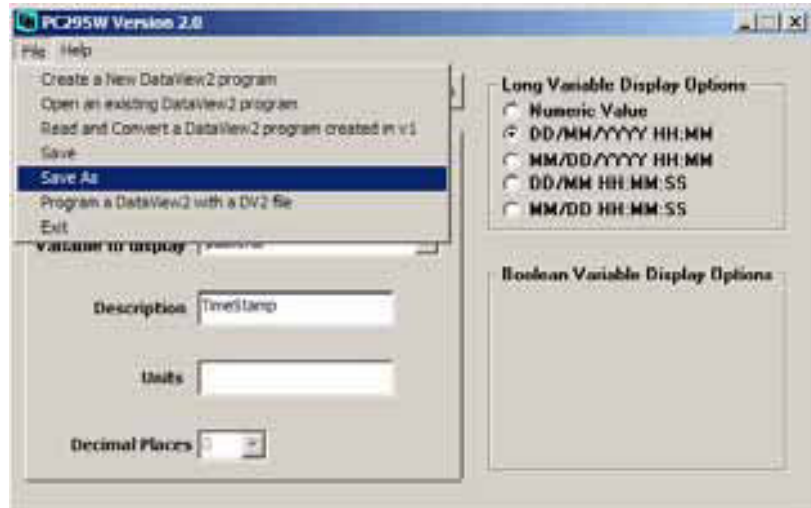 PC295W Version 2.0
File Help
Create a New DataView2 program
Open an existing DataView2 program
Read and Convert a DataView2 program created in v1
Save
Save As
Program a DataView2 with a DV2 file
Exit
Variable to display
Description TimeStamp
Units
Decimal Places
Long Variable Display Options
Numeric Value
DD/MM/YYYY HH:MM
MM/DD/YYYY HH:MM
DD/MM HH:MM:SS
MM/DD HH:MM:SS
Boolean Variable Display Options